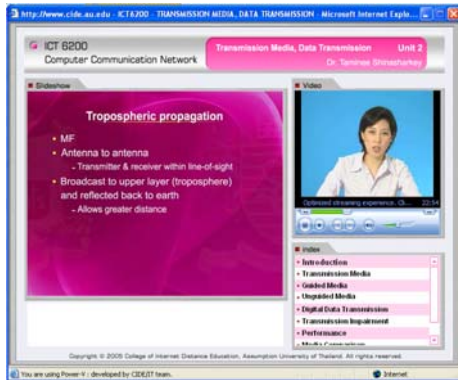 http://www.cide.au.edu - ICT6200 - TRANSMISSION MEDIA, DATA TRANSMISSION - Microsoft Internet Explo...
ICT 6200
Computer Communication Network
Transmission Media, Data Transmission Unit 2
Dr. Taminee Shinasharkey
Slideshow
Tropospheric propagation
• MF
• Antenna to antenna
- Transmitter & receiver within line-of-sight
• Broadcast to upper layer (troposphere)
and reflected back to earth
- Allows greater distance
Video
Optimized streaming experience. Cli... 22:54
index
• Introduction
• Transmission Media
• Guided Media
• Unguided Media
• Digital Data Transmission
• Transmission Impairment
• Performance
• Media Comparison
Copyright © 2005 College of Internet Distance Education, Assumption University of Thailand. All rights reserved.
You are using Power-V : developed by CIDE/IT team. Internet